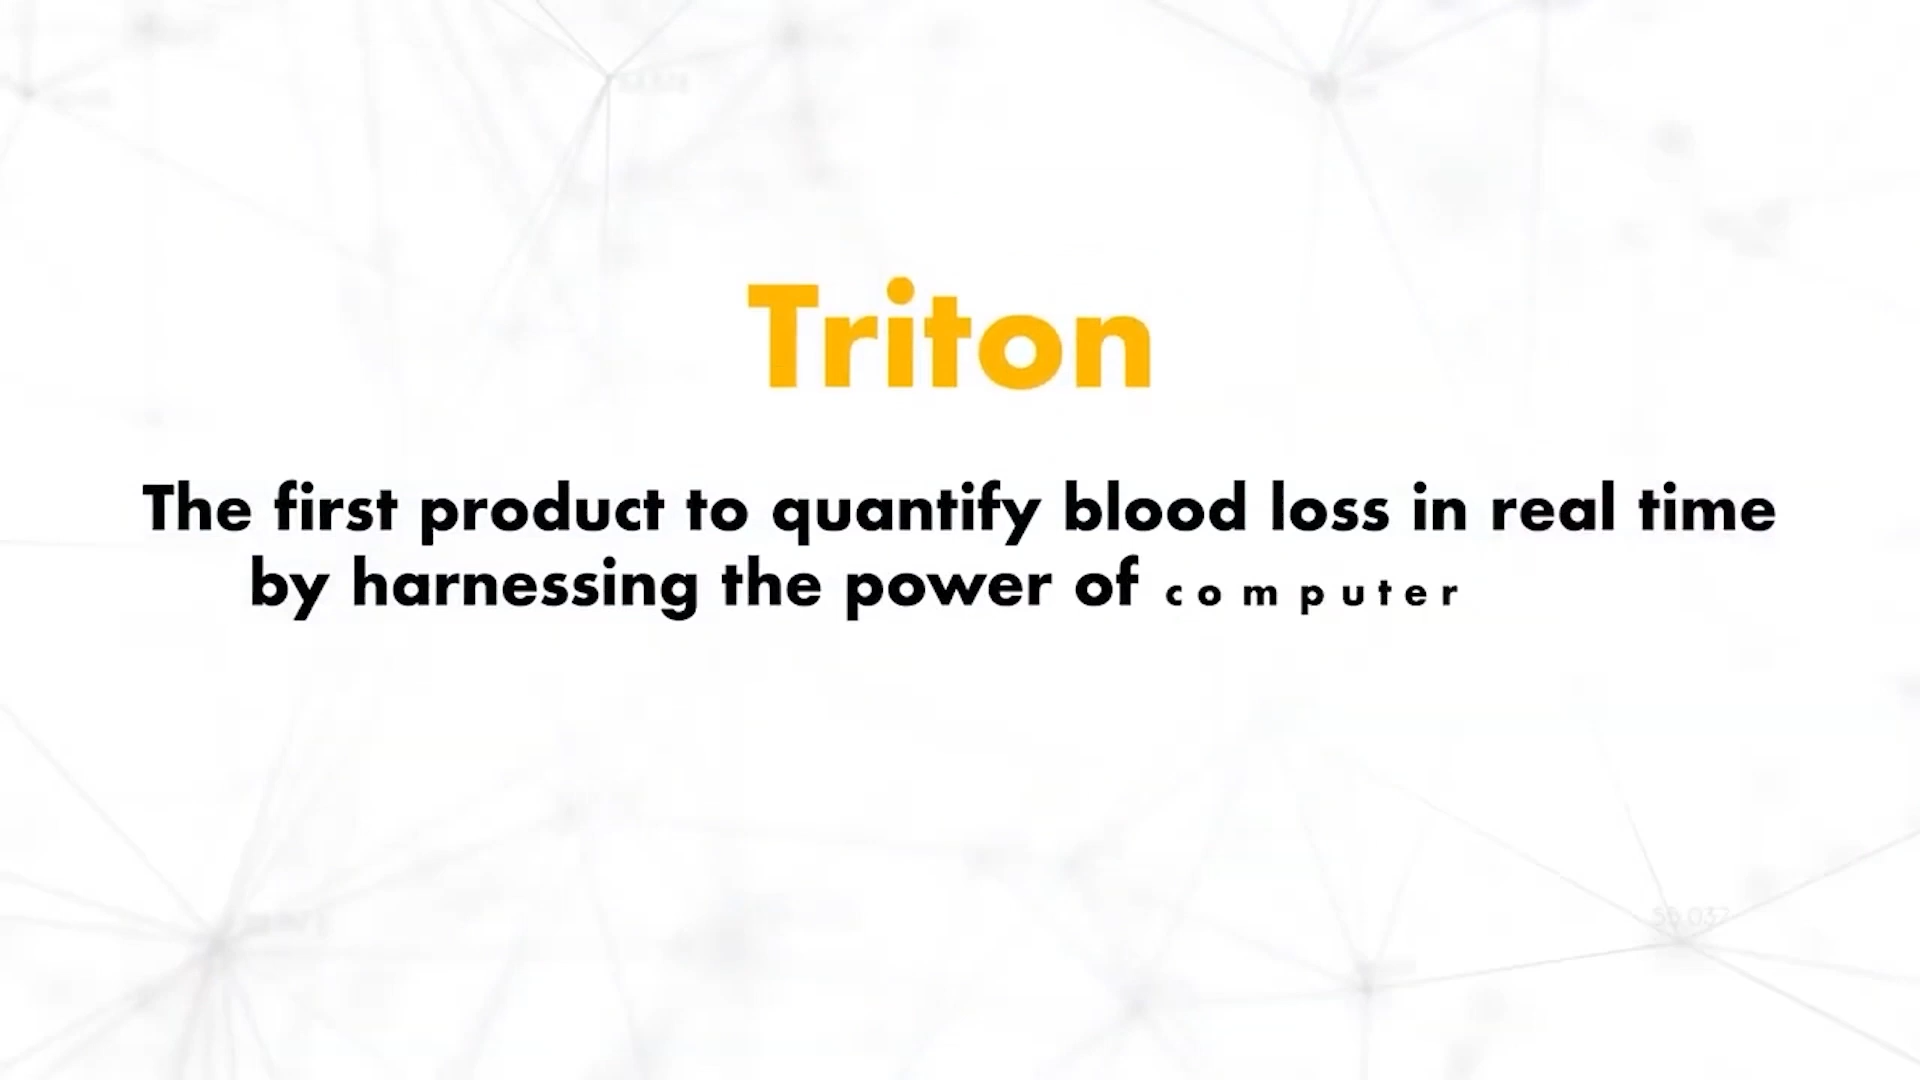 Triton
The first product to quantify blood loss in real time
by harnessing the power of computer